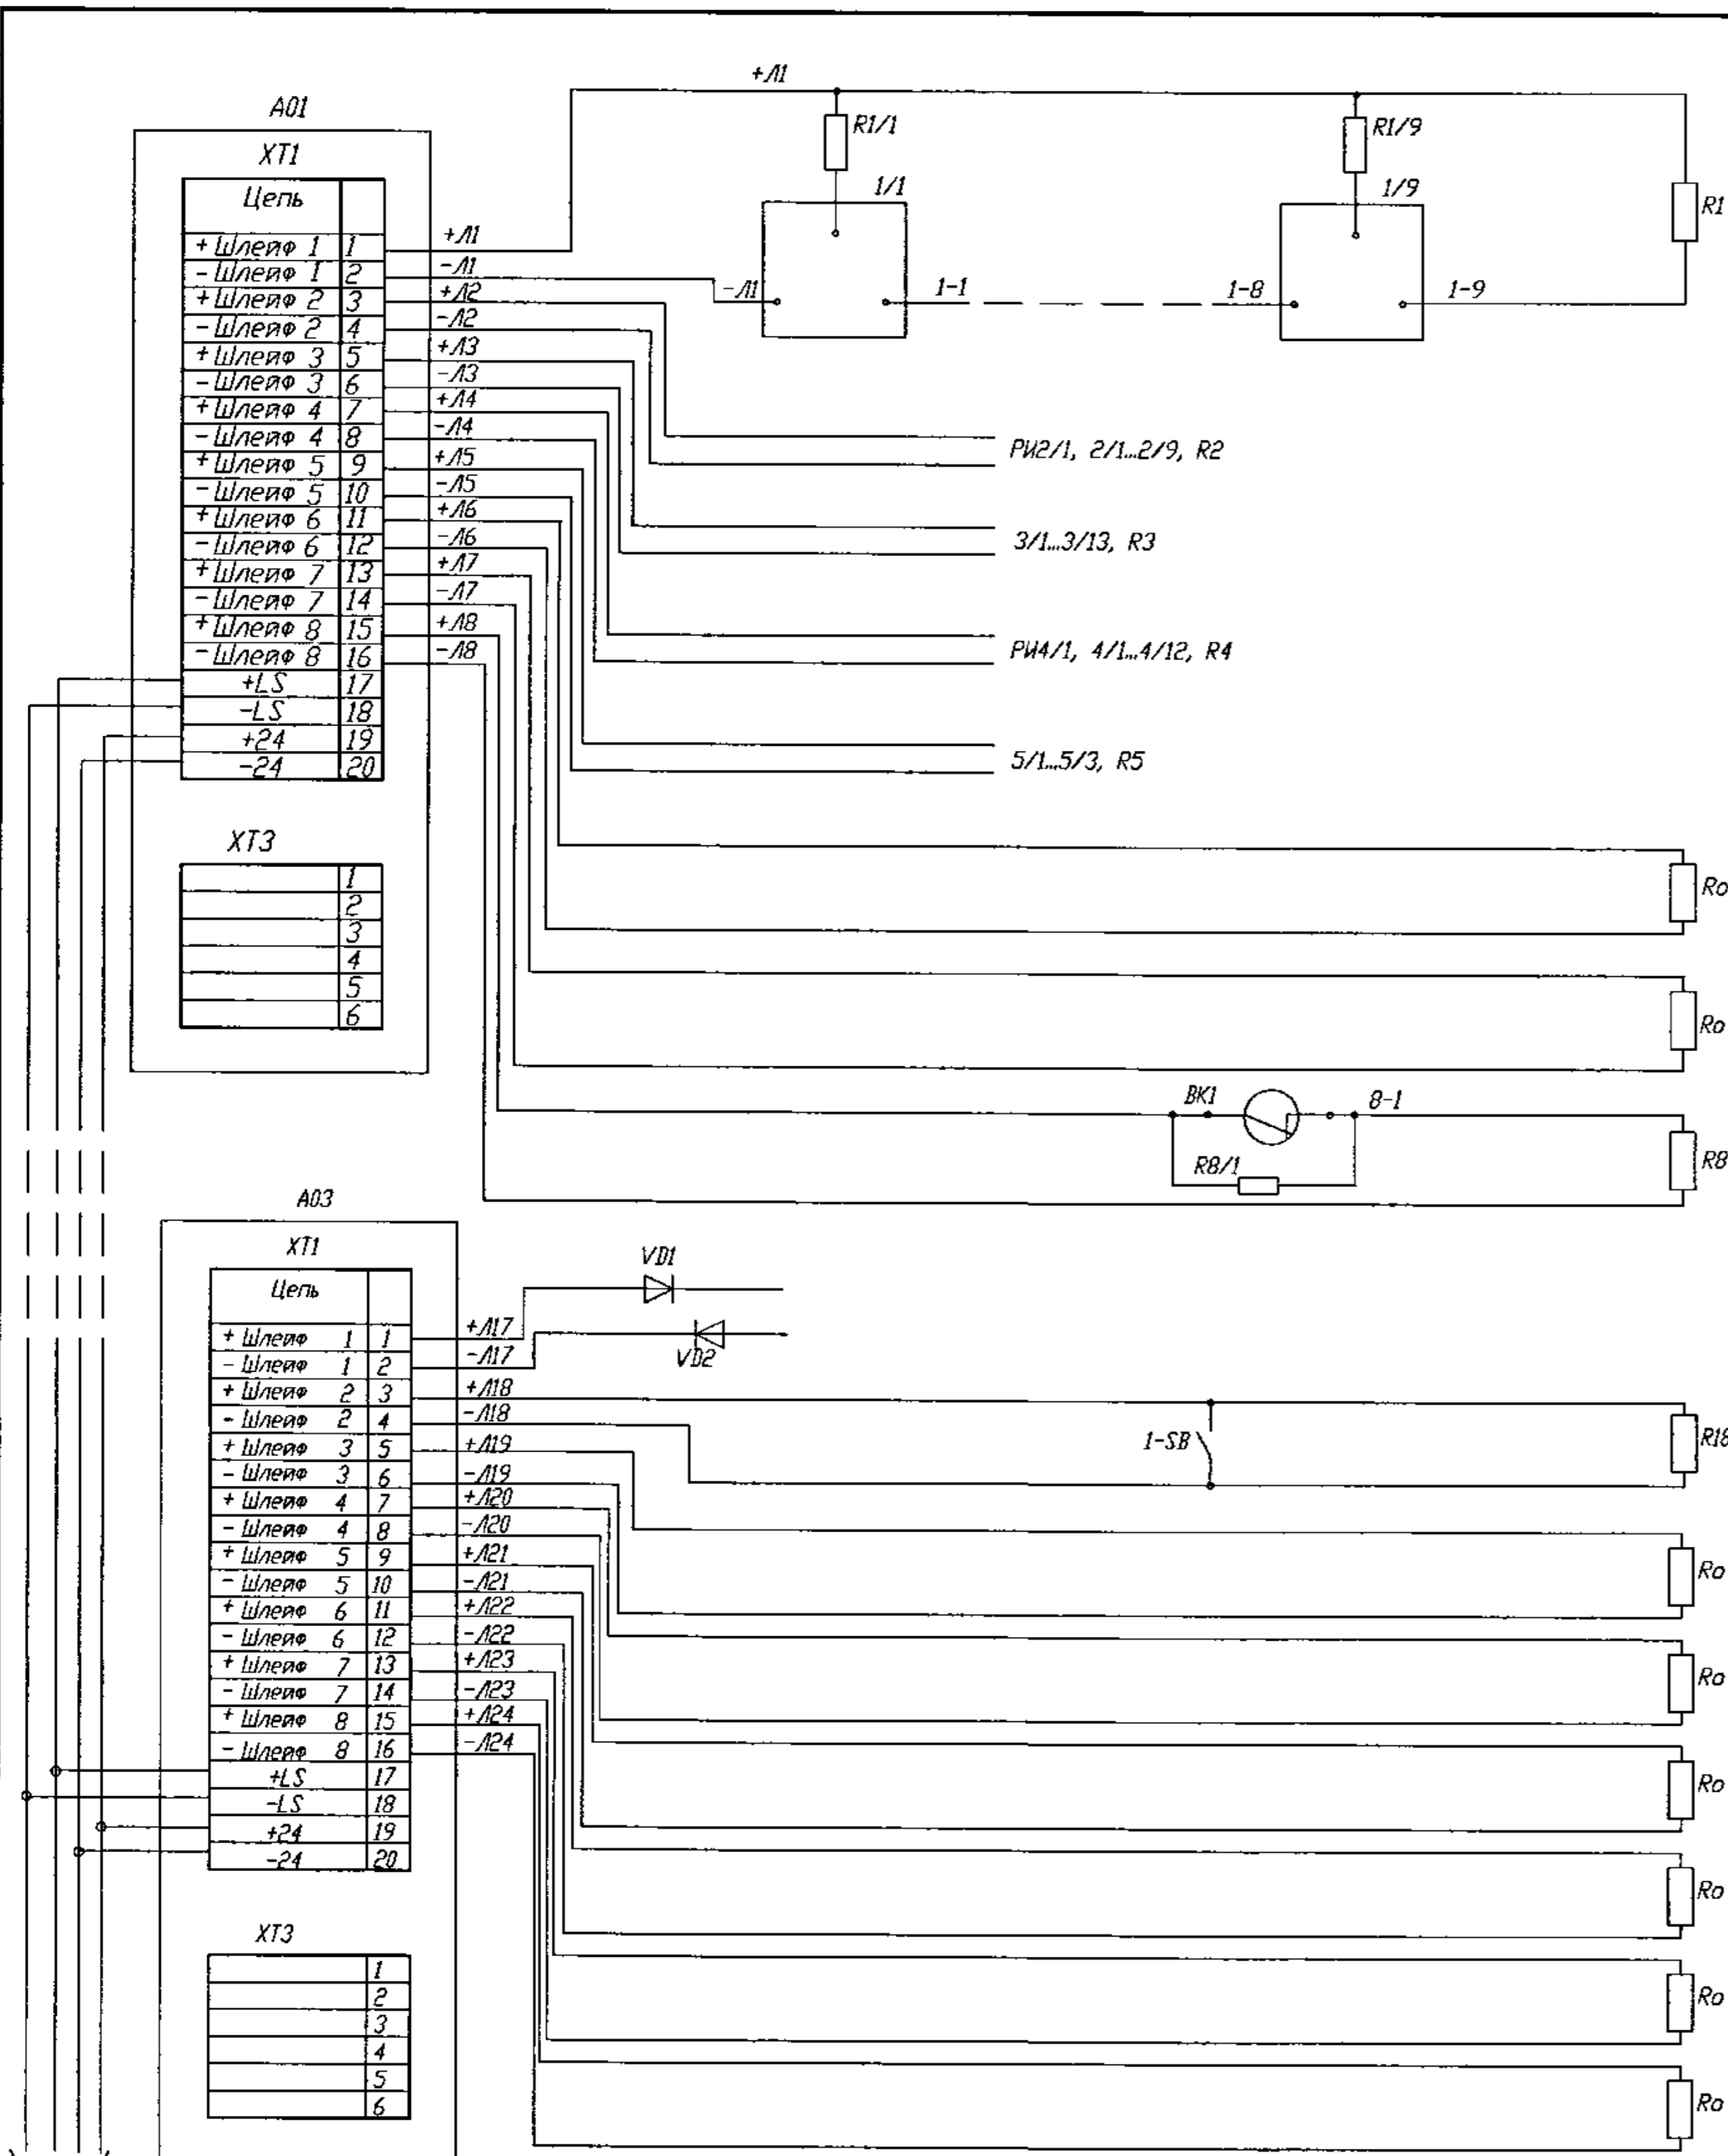 +Л1
A01
R1/1
R1/9
XT1
1/1
1/9
Цепь
R1
+ Шлейф 1 1 +Л1
- Шлейф 1 2 -Л1
-Л1
1-1
1-8
1-9
+ Шлейф 2 3 +Л2
- Шлейф 2 4 -Л2
+ Шлейф 3 5 +Л3
- Шлейф 3 6 -Л3
+ Шлейф 4 7 +Л4
- Шлейф 4 8 -Л4
РИ2/1, 2/1...2/9, R2
+ Шлейф 5 9 +Л5
- Шлейф 5 10 -Л5
+ Шлейф 6 11 +Л6
- Шлейф 6 12 -Л6
3/1...3/13, R3
+ Шлейф 7 13 +Л7
- Шлейф 7 14 -Л7
+ Шлейф 8 15 +Л8
- Шлейф 8 16 -Л8
РИ4/1, 4/1...4/12, R4
+LS 17
-LS 18
+24 19
-24 20
5/1...5/3, R5
XT3
1
2
3
4
5
6
Ro
Ro
BK1
8-1
R8/1
R8
A03
XT1
VD1
Цепь
+ Шлейф 1 1 +Л17
- Шлейф 1 2 -Л17
VD2
+ Шлейф 2 3 +Л18
- Шлейф 2 4 -Л18
1-SB
R18
+ Шлейф 3 5 +Л19
- Шлейф 3 6 -Л19
+ Шлейф 4 7 +Л20
- Шлейф 4 8 -Л20
+ Шлейф 5 9 +Л21
- Шлейф 5 10 -Л21
Ro
+ Шлейф 6 11 +Л22
- Шлейф 6 12 -Л22
+ Шлейф 7 13 +Л23
- Шлейф 7 14 -Л23
Ro
+ Шлейф 8 15 +Л24
- Шлейф 8 16 -Л24
+LS 17
Ro
-LS 18
+24 19
-24 20
Ro
XT3
1
2
3
4
5
6
Ro
Ro